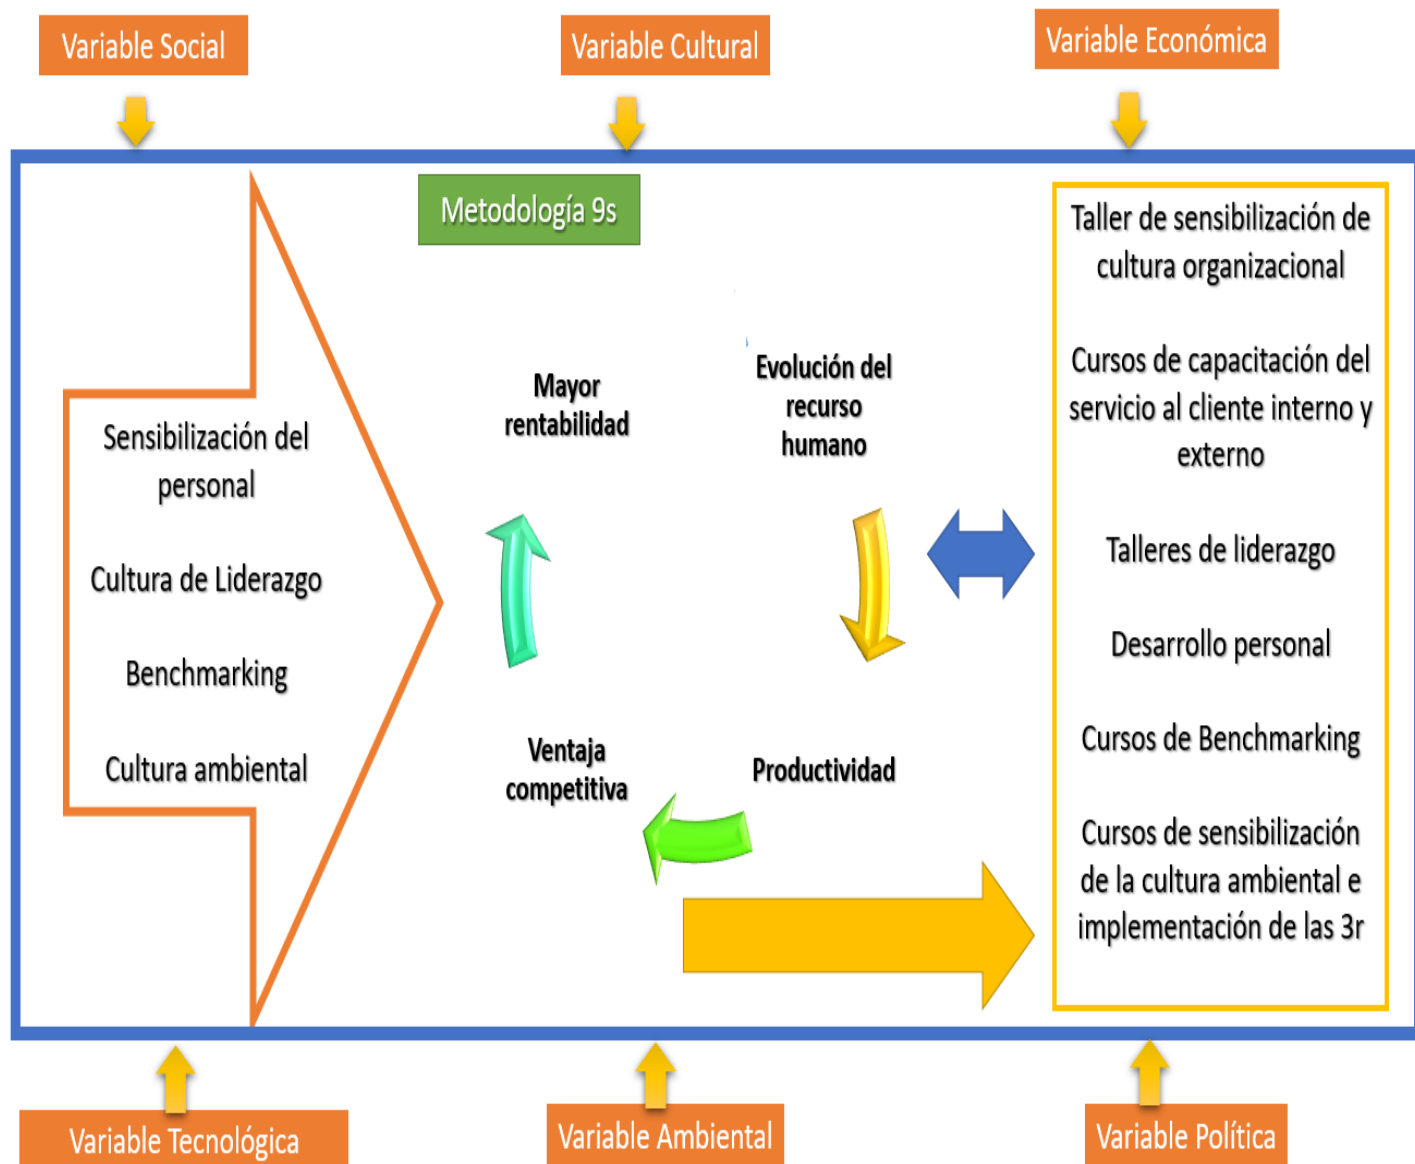 Variable Social
Variable Cultural
Variable Económica
Metodología 9s
Sensibilización del
personal
Cultura de Liderazgo
Benchmarking
Cultura ambiental
Mayor
rentabilidad
Evolución del
recurso
humano
Ventaja
competitiva
Productividad
Taller de sensibilización de
cultura organizacional
Cursos de capacitación del
servicio al cliente interno y
externo
Talleres de liderazgo
Desarrollo personal
Cursos de Benchmarking
Cursos de sensibilización
de la cultura ambiental e
implementación de las 3r
Variable Tecnológica
Variable Ambiental
Variable Política